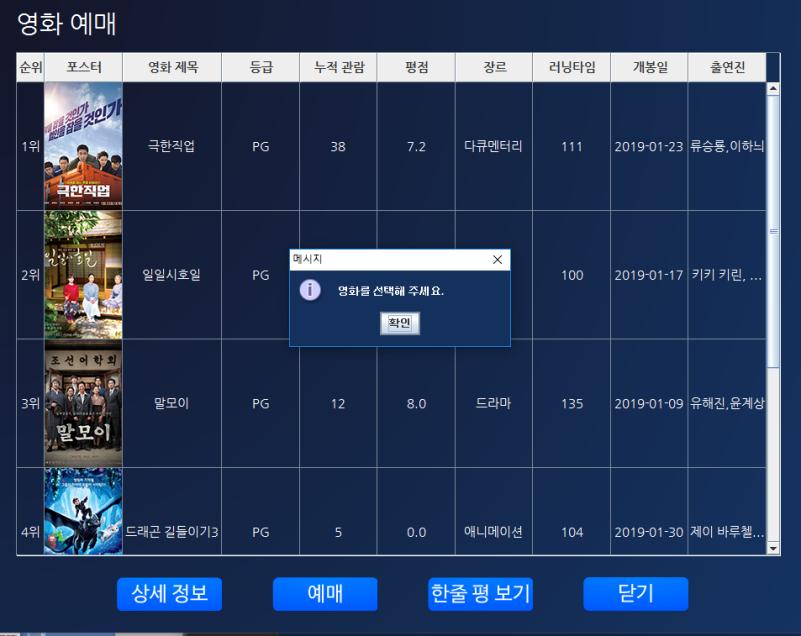 영화 예매
순위 포스터 영화 제목 등급 누적 관람 평점 장르 러닝타임 개봉일 출연진
극한직업
1위 극한직업 PG 38 7.2 다큐멘터리 111 2019-01-23 류승룡,이하늬
일일시호일
2위 일일시호일 PG 100 2019-01-17 키키 키린, ...
메시지
영화를 선택해 주세요.
확인
조선어학회
말모이
3위 말모이 PG 12 8.0 드라마 135 2019-01-09 유해진,윤계상
4위 드래곤 길들이기3 PG 5 0.0 애니메이션 104 2019-01-30 제이 바루첼...
상세 정보 예매 한줄 평 보기 닫기